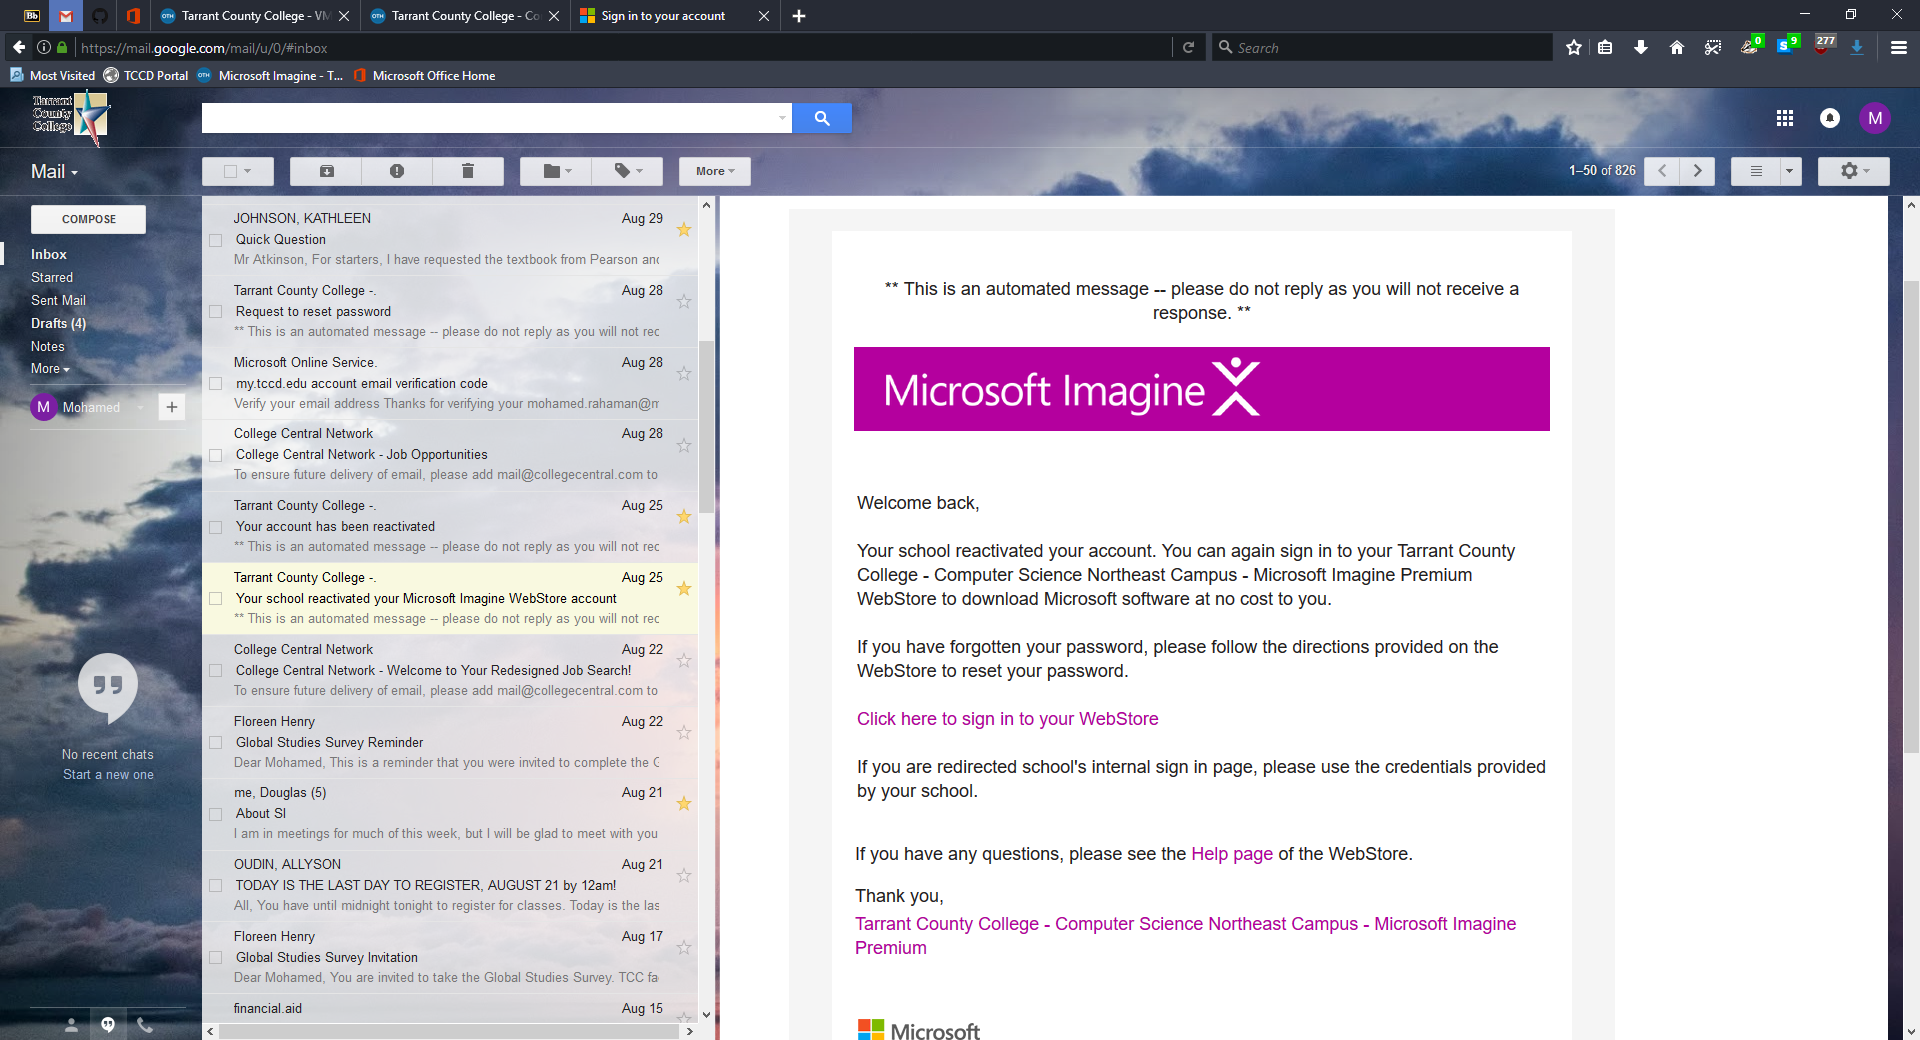 Bb
Tarrant County College - VM
Tarrant County College - Co
Sign in to your account
https://mail.google.com/mail/u/0/#inbox
Search
0
9
277
Most Visited
TCCD Portal
Microsoft Imagine - T...
Microsoft Office Home
Tarrant
County
College
M
Mail
More
1–50 of 826
COMPOSE
Inbox
Starred
Sent Mail
Drafts (4)
Notes
More
M Mohamed
No recent chats
Start a new one
JOHNSON, KATHLEEN Aug 29
Quick Question
Mr Atkinson, For starters, I have requested the textbook from Pearson and
Tarrant County College -. Aug 28
Request to reset password
** This is an automated message -- please do not reply as you will not rec
Microsoft Online Service. Aug 28
my.tccd.edu account email verification code
Verify your email address Thanks for verifying your mohamed.rahaman@m
College Central Network Aug 28
College Central Network - Job Opportunities
To ensure future delivery of email, please add mail@collegecentral.com to
Tarrant County College -. Aug 25
Your account has been reactivated
** This is an automated message -- please do not reply as you will not rec
Tarrant County College -. Aug 25
Your school reactivated your Microsoft Imagine WebStore account
** This is an automated message -- please do not reply as you will not rec
College Central Network Aug 22
College Central Network - Welcome to Your Redesigned Job Search!
To ensure future delivery of email, please add mail@collegecentral.com to
Floreen Henry Aug 22
Global Studies Survey Reminder
Dear Mohamed, This is a reminder that you were invited to complete the G
me, Douglas (5) Aug 21
About SI
I am in meetings for much of this week, but I will be glad to meet with you
OUDIN, ALLYSON Aug 21
TODAY IS THE LAST DAY TO REGISTER, AUGUST 21 by 12am!
All, You have until midnight tonight to register for classes. Today is the las
Floreen Henry Aug 17
Global Studies Survey Invitation
Dear Mohamed, You are invited to take the Global Studies Survey. TCC fa
financial.aid Aug 15
** This is an automated message -- please do not reply as you will not receive a
response. **
Microsoft Imagine
Welcome back,
Your school reactivated your account. You can again sign in to your Tarrant County
College - Computer Science Northeast Campus - Microsoft Imagine Premium
WebStore to download Microsoft software at no cost to you.
If you have forgotten your password, please follow the directions provided on the
WebStore to reset your password.
Click here to sign in to your WebStore
If you are redirected school's internal sign in page, please use the credentials provided
by your school.
If you have any questions, please see the Help page of the WebStore.
Thank you,
Tarrant County College - Computer Science Northeast Campus - Microsoft Imagine
Premium
Microsoft